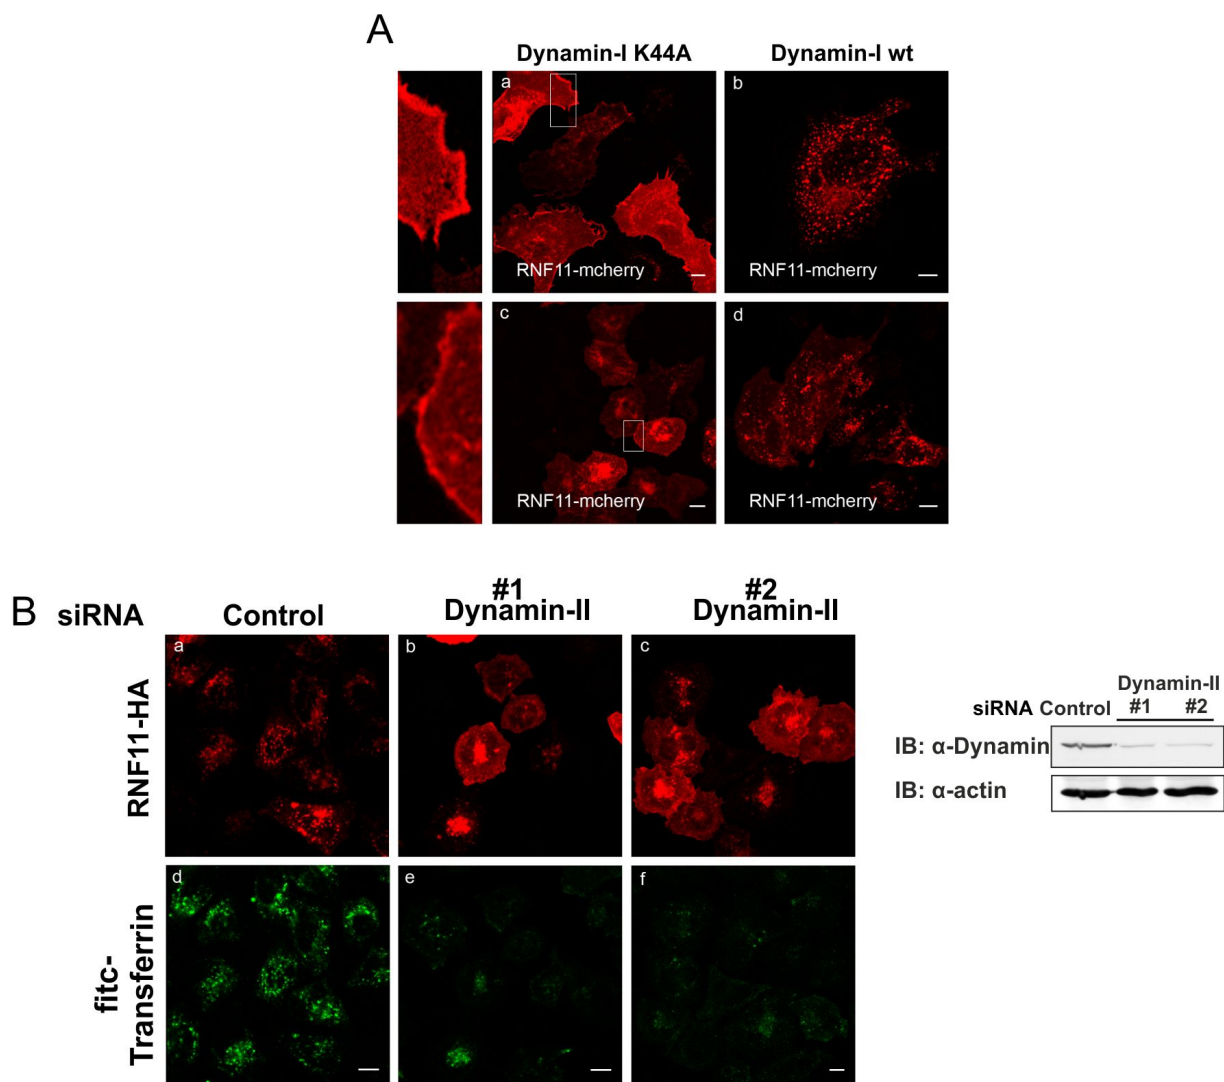 A
Dynamin-I K44A
Dynamin-I wt
a
b
RNF11-mcherry
RNF11-mcherry
c
d
RNF11-mcherry
RNF11-mcherry
B
siRNA
Control
#1
Dynamin-II
#2
Dynamin-II
RNF11-HA
a
b
c
fitc-
Transferrin
d
e
f
Dynamin-II
siRNA Control #1 #2
IB: α-Dynamin
IB: α-actin